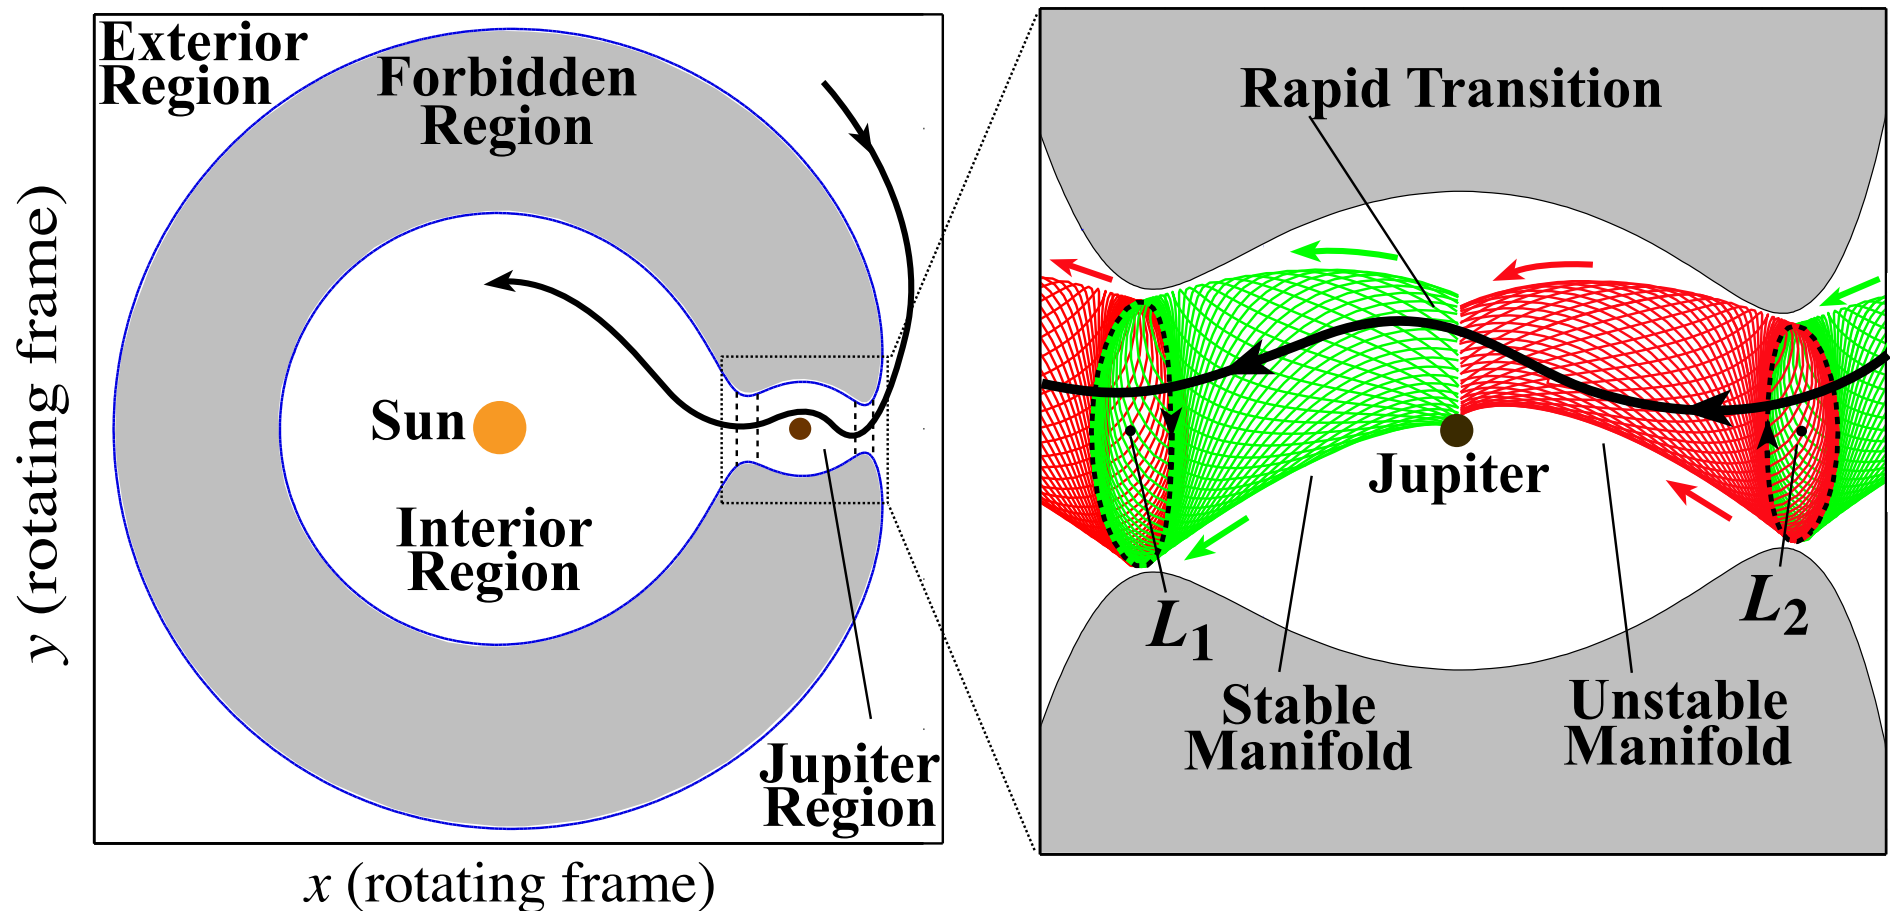 Exterior
Region
Forbidden
Region
Sun
Interior
Region
Jupiter
Region
x (rotating frame)
y (rotating frame)
Rapid Transition
Jupiter
L1
L2
Stable
Manifold
Unstable
Manifold